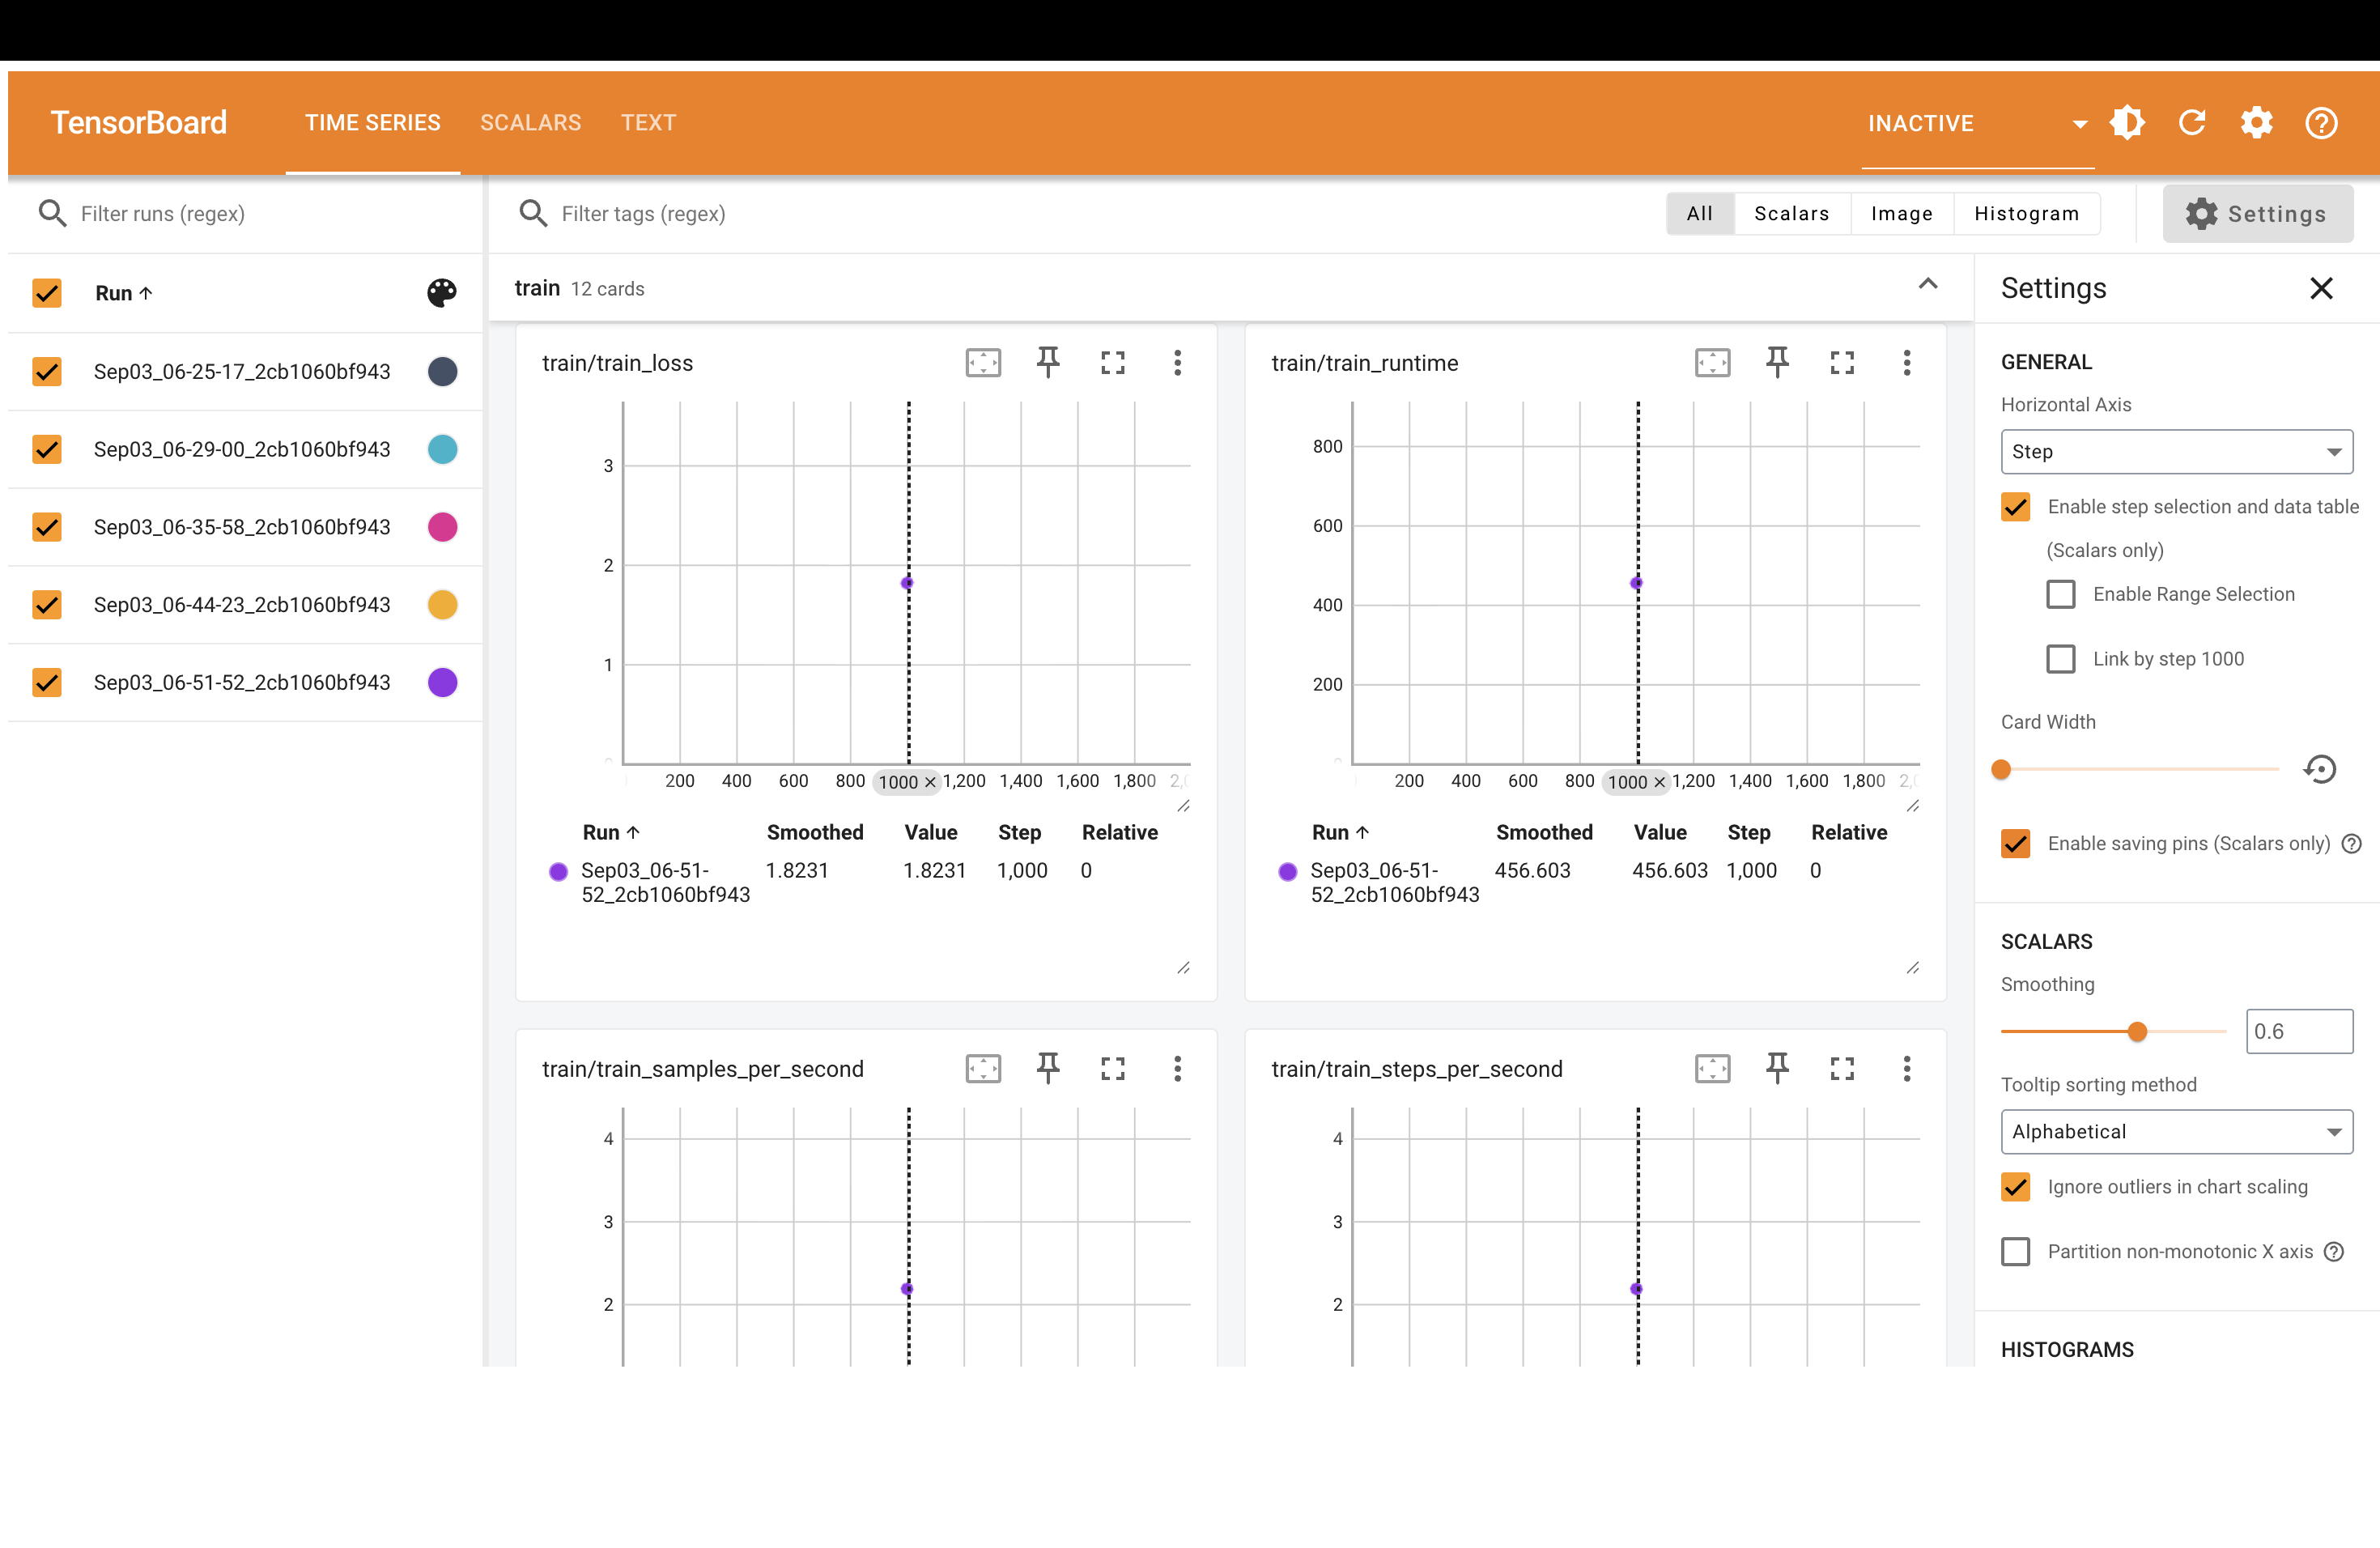 TensorBoard TIME SERIES SCALARS TEXT INACTIVE
Filter runs (regex)
Run ↑
Sep03_06-25-17_2cb1060bf943
Sep03_06-29-00_2cb1060bf943
Sep03_06-35-58_2cb1060bf943
Sep03_06-44-23_2cb1060bf943
Sep03_06-51-52_2cb1060bf943
Filter tags (regex)
All Scalars Image Histogram Settings
train 12 cards
train/train_loss
3
2
1
0
200 400 600 800 1000 × 1,200 1,400 1,600 1,800
Run ↑ Smoothed Value Step Relative
Sep03_06-51- 1.8231 1.8231 1,000 0
52_2cb1060bf943
train/train_runtime
800
600
400
200
0
200 400 600 800 1000 × 1,200 1,400 1,600 1,800
Run ↑ Smoothed Value Step Relative
Sep03_06-51- 456.603 456.603 1,000 0
52_2cb1060bf943
train/train_samples_per_second
4
3
2
train/train_steps_per_second
4
3
2
Settings
GENERAL
Horizontal Axis
Step
Enable step selection and data table
(Scalars only)
Enable Range Selection
Link by step 1000
Card Width
Enable saving pins (Scalars only)
SCALARS
Smoothing
0.6
Tooltip sorting method
Alphabetical
Ignore outliers in chart scaling
Partition non-monotonic X axis
HISTOGRAMS